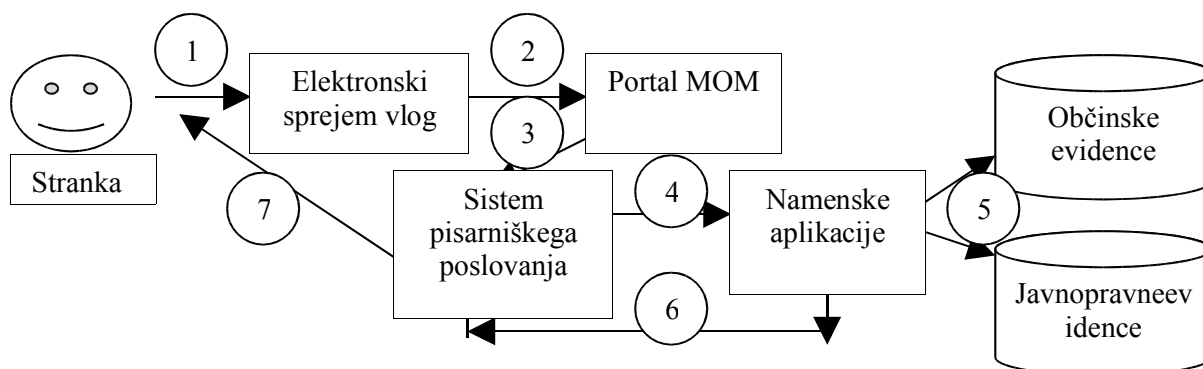 1
2
Elektronski
sprejem vlog
Portal MOM
Občinske
evidence
3
Stranka
7
Sistem
pisarniškega
poslovanja
4
Namenske
aplikacije
5
6
Javnopravneev
idence